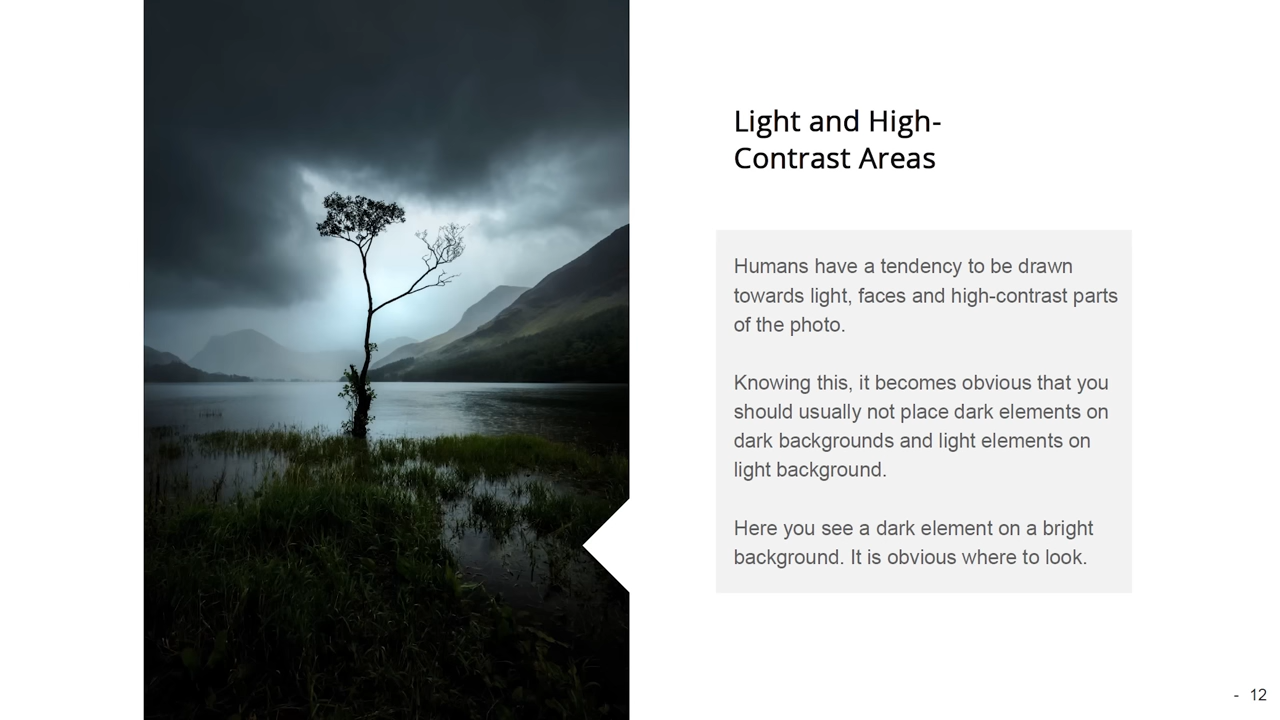 Light and High-
Contrast Areas
Humans have a tendency to be drawn
towards light, faces and high-contrast parts
of the photo.
Knowing this, it becomes obvious that you
should usually not place dark elements on
dark backgrounds and light elements on
light background.
Here you see a dark element on a bright
background. It is obvious where to look.
- 12